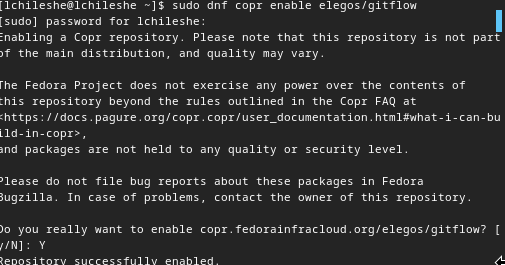 [lchileshe@lchileshe ~]$ sudo dnf copr enable elegos/gitflow
[sudo] password for lchileshe:
Enabling a Copr repository. Please note that this repository is not part
of the main distribution, and quality may vary.
The Fedora Project does not exercise any power over the contents of
this repository beyond the rules outlined in the Copr FAQ at
<https://docs.pagure.org/copr.copr/user_documentation.html#what-i-can-bu
ild-in-copr>,
and packages are not held to any quality or security level.
Please do not file bug reports about these packages in Fedora
Bugzilla. In case of problems, contact the owner of this repository.
Do you really want to enable copr.fedorainfracloud.org/elegos/gitflow? [
y/N]: Y
Repository successfully enabled.